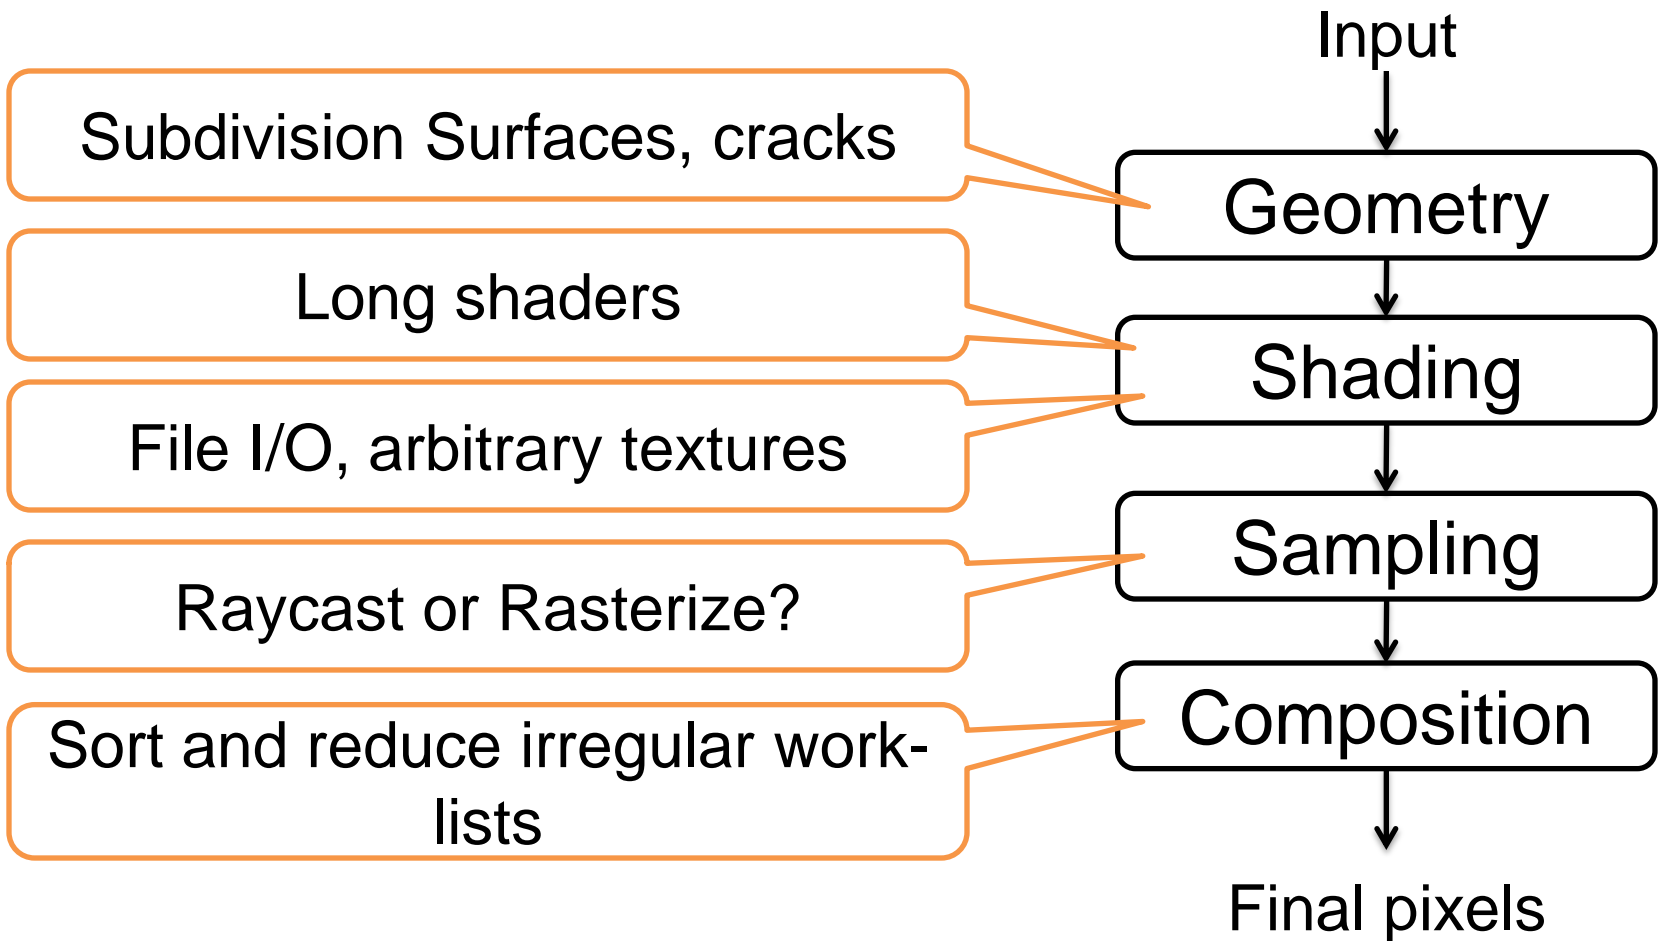 Input
Subdivision Surfaces, cracks
Geometry
Long shaders
Shading
File I/O, arbitrary textures
Sampling
Raycast or Rasterize?
Composition
Sort and reduce irregular work-
lists
Final pixels